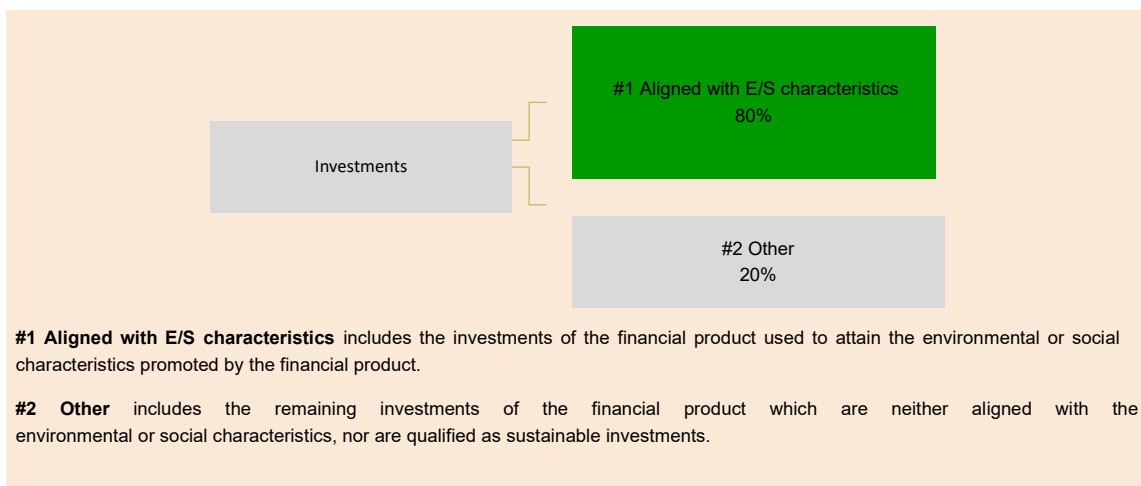 #1 Aligned with E/S characteristics
80%
Investments
#2 Other
20%
#1 Aligned with E/S characteristics includes the investments of the financial product used to attain the environmental or social
characteristics promoted by the financial product.
#2 Other includes the remaining investments of the financial product which are neither aligned with the
environmental or social characteristics, nor are qualified as sustainable investments.